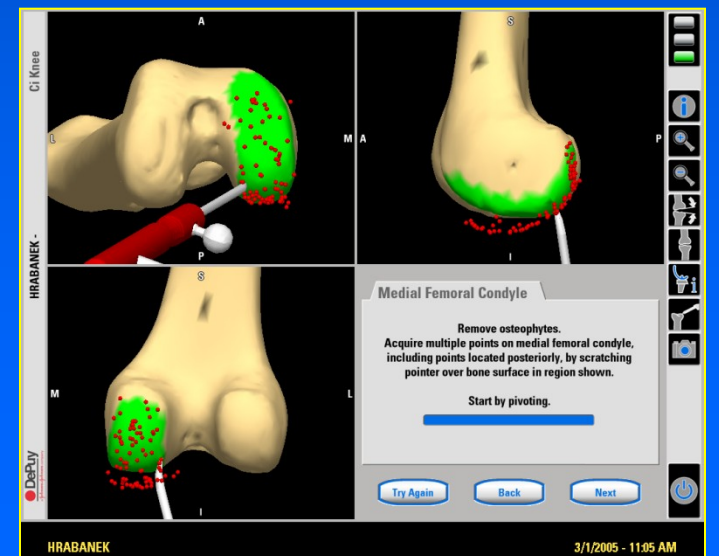 Ci Knee
HRABANEK -
DePuy
A
L
M
P
S
A
P
I
S
M
L
I
Medial Femoral Condyle
Remove osteophytes.
Acquire multiple points on medial femoral condyle,
including points located posteriorly, by scratching
pointer over bone surface in region shown.
Start by pivoting.
Try Again
Back
Next
i
i
HRABANEK
3/1/2005 - 11:05 AM